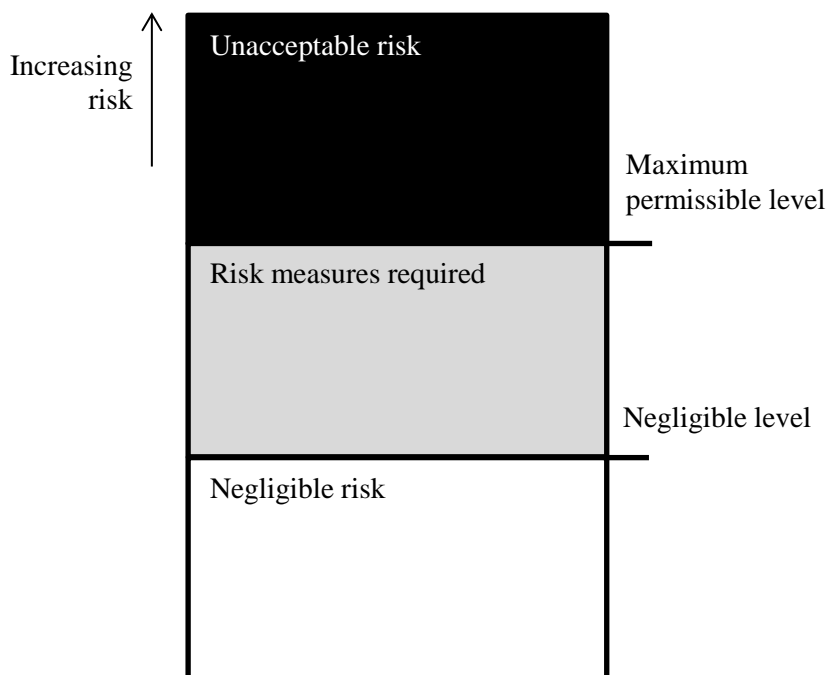 Unacceptable risk
Increasing
risk
Maximum
permissible level
Risk measures required
Negligible level
Negligible risk